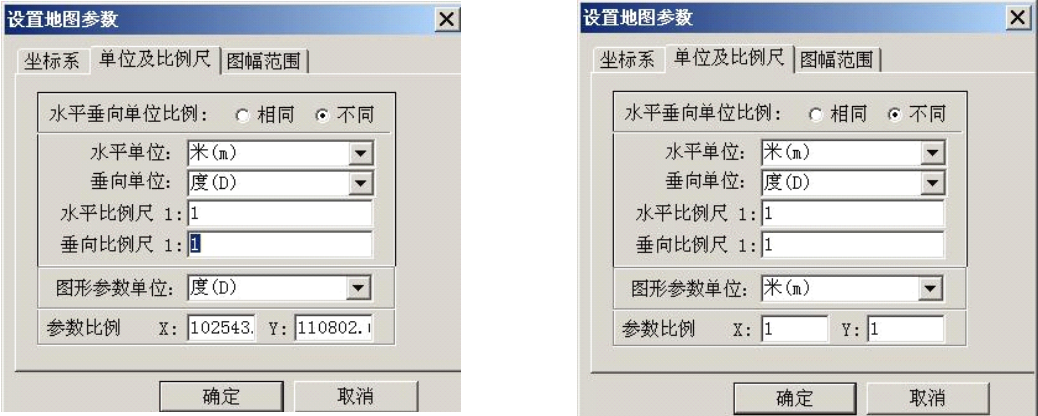 设置地图参数
坐标系 单位及比例尺 图幅范围
水平垂向单位比例: 相同 不同
水平单位: 米(m)
垂向单位: 度(D)
水平比例尺 1: 1
垂向比例尺 1: 1
图形参数单位: 度(D)
参数比例 X: 102543. Y: 110802.
确定 取消
设置地图参数
坐标系 单位及比例尺 图幅范围
水平垂向单位比例: 相同 不同
水平单位: 米(m)
垂向单位: 度(D)
水平比例尺 1: 1
垂向比例尺 1: 1
图形参数单位: 米(m)
参数比例 X: 1 Y: 1
确定 取消